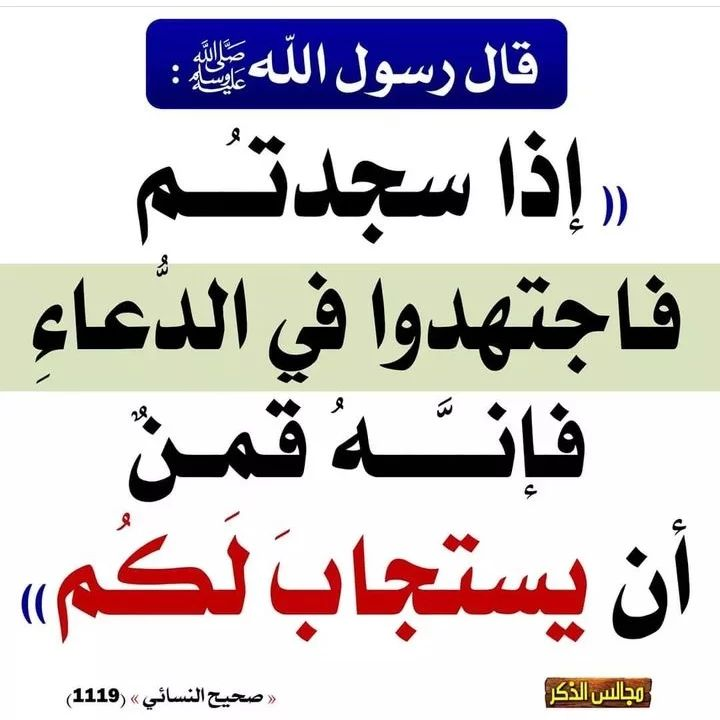 قال رسول الله ﷺ :
(( إذا سجدتُم
فاجتهدوا في الدُّعاءِ
فإنَّهُ قمنٌ
أن يستجابَ لَكُم ))
« صحيح النسائي » (1119)
مجالس الذكر